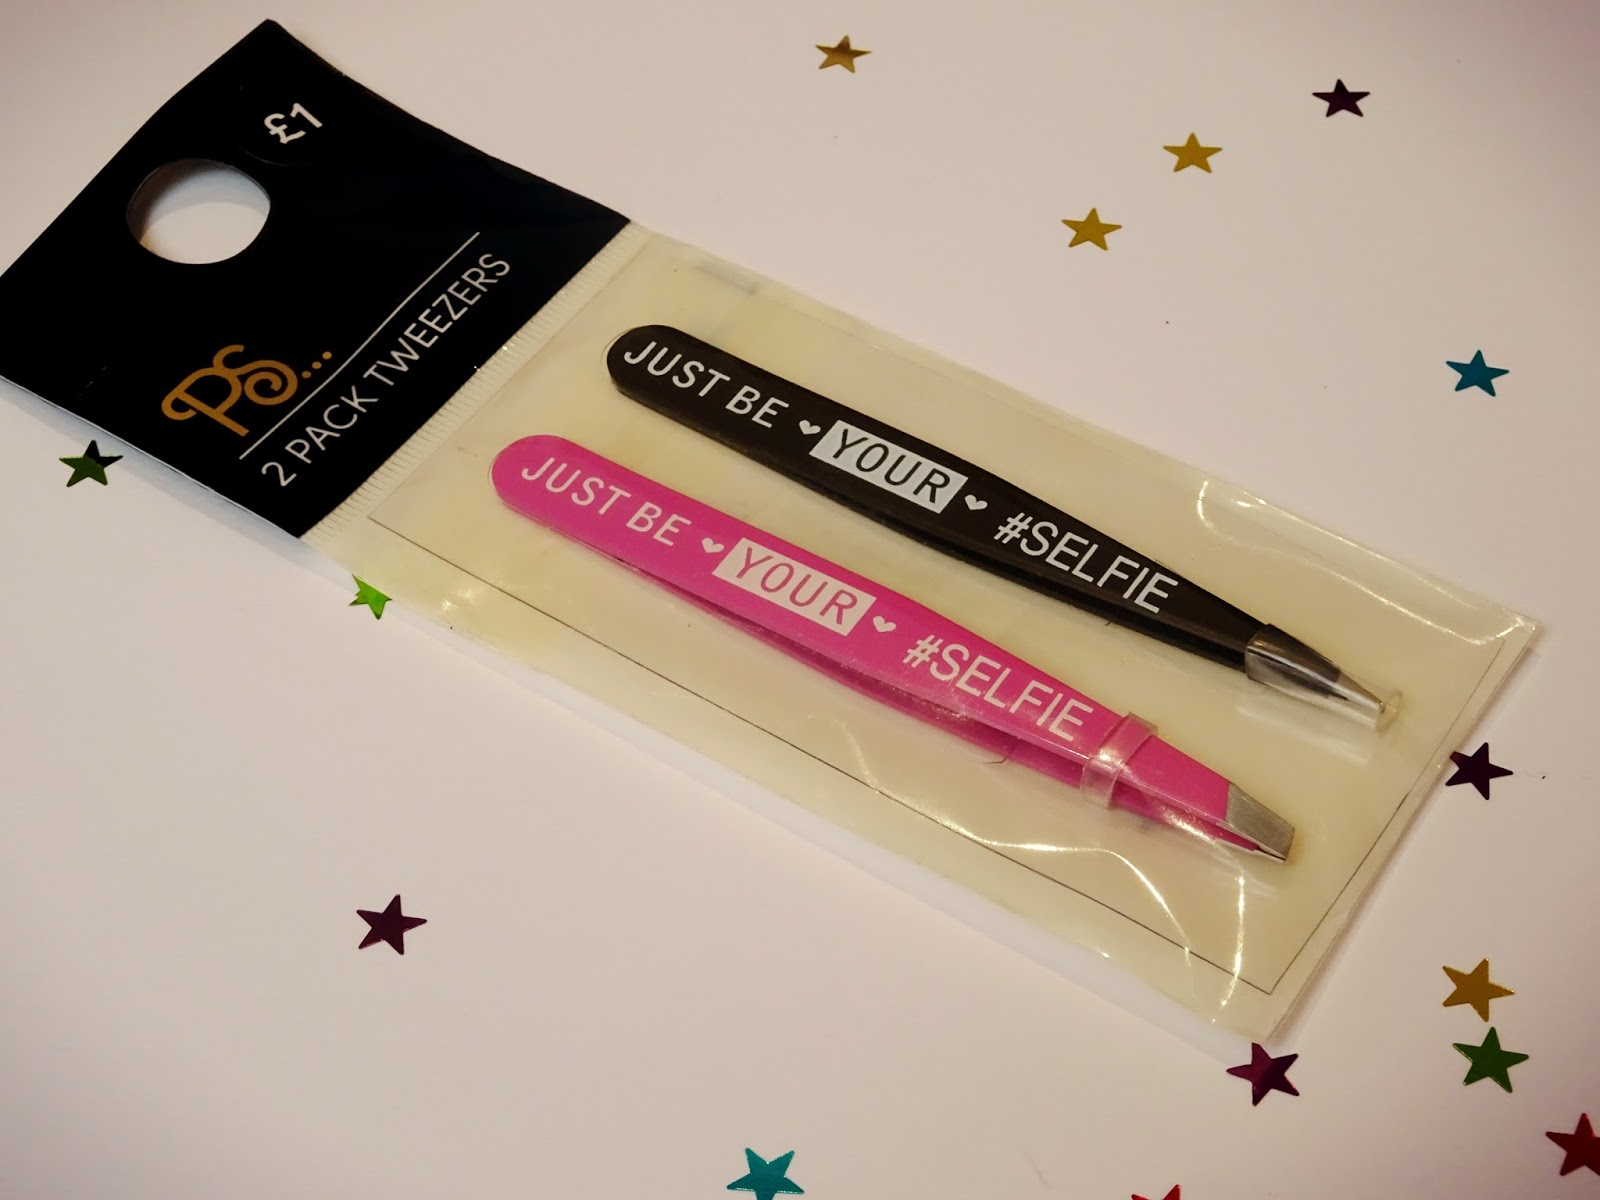 £1
PS...
2 PACK TWEEZERS
JUST BE ♥ YOUR ♥ #SELFIE
JUST BE ♥ YOUR ♥ #SELFIE